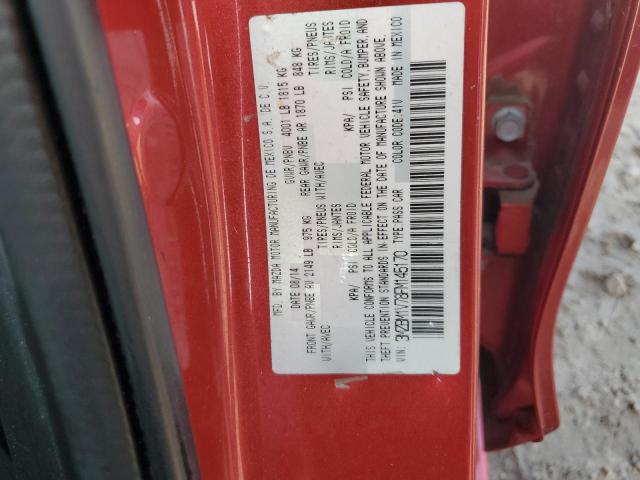 MFD. BY MAZDA MOTOR MANUFACTURING DE MEXICO S.A. DE C.V.
DATE 08/14 GVWR/PNBV 4001 LB 1815 KG
FRONT GAWR/PNBE AV 2149 LB 975 KG REAR GAWR/PNBE AR 1870 LB 848 KG
WITH/AVEC TIRES/PNEUS WITH/AVEC TIRES/PNEUS
RIMS/JANTES RIMS/JANTES
KPA/ PSI COLD/A FROID KPA/ PSI COLD/A FROID
THIS VEHICLE CONFORMS TO ALL APPLICABLE FEDERAL MOTOR VEHICLE SAFETY, BUMPER, AND
THEFT PREVENTION STANDARDS IN EFFECT ON THE DATE OF MANUFACTURE SHOWN ABOVE.
VIN: 3MZBM1V78FM145170 TYPE:PASS CAR COLOR CODE:41V MADE IN MEXICO